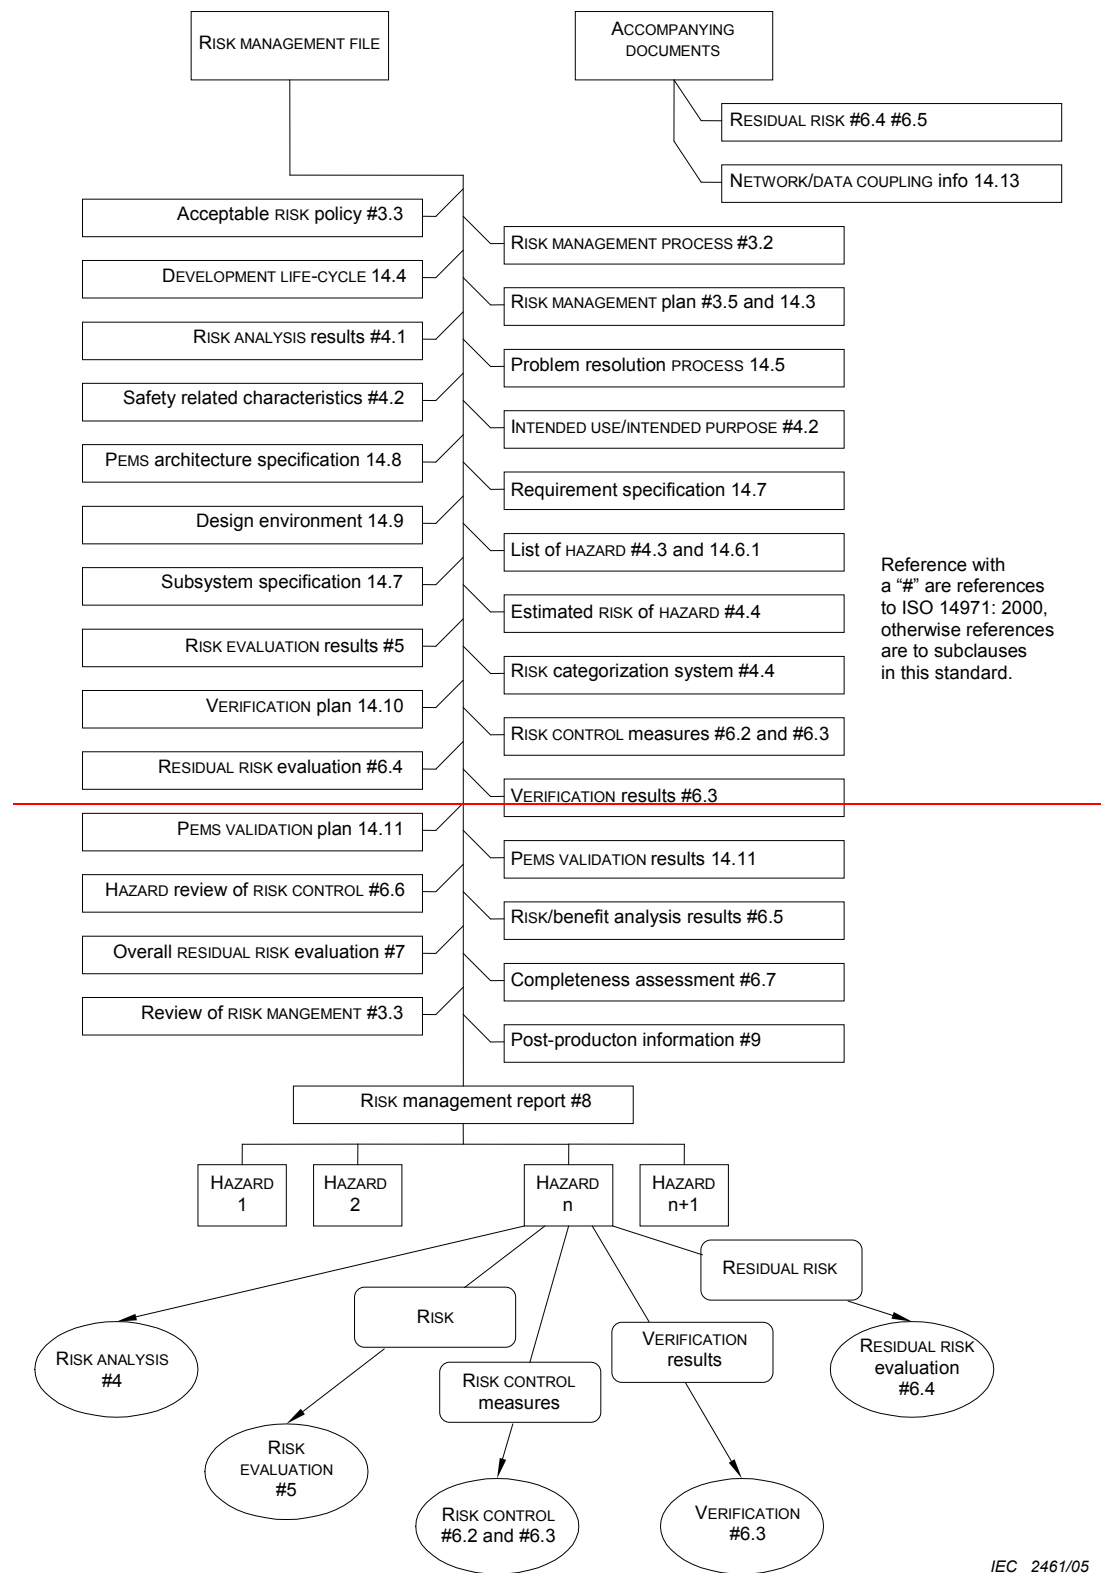 RISK MANAGEMENT FILE
ACCOMPANYING
DOCUMENTS
RESIDUAL RISK #6.4 #6.5
NETWORK/DATA COUPLING info 14.13
Acceptable RISK policy #3.3
RISK MANAGEMENT PROCESS #3.2
DEVELOPMENT LIFE-CYCLE 14.4
RISK MANAGEMENT plan #3.5 and 14.3
RISK ANALYSIS results #4.1
Problem resolution PROCESS 14.5
Safety related characteristics #4.2
INTENDED USE/INTENDED PURPOSE #4.2
PEMS architecture specification 14.8
Requirement specification 14.7
Design environment 14.9
List of HAZARD #4.3 and 14.6.1
Subsystem specification 14.7
Estimated RISK of HAZARD #4.4
RISK EVALUATION results #5
RISK categorization system #4.4
VERIFICATION plan 14.10
RISK CONTROL measures #6.2 and #6.3
RESIDUAL RISK evaluation #6.4
VERIFICATION results #6.3
PEMS VALIDATION plan 14.11
PEMS VALIDATION results 14.11
HAZARD review of RISK CONTROL #6.6
RISK/benefit analysis results #6.5
Overall RESIDUAL RISK evaluation #7
Completeness assessment #6.7
Review of RISK MANGEMENT #3.3
Post-producton information #9
Reference with
a “#” are references
to ISO 14971: 2000,
otherwise references
are to subclauses
in this standard.
RISK management report #8
HAZARD
1
HAZARD
2
HAZARD
n
HAZARD
n+1
RESIDUAL RISK
RISK
VERIFICATION
results
RISK CONTROL
measures
RISK ANALYSIS
#4
RESIDUAL RISK
evaluation
#6.4
RISK
EVALUATION
#5
RISK CONTROL
#6.2 and #6.3
VERIFICATION
#6.3
IEC 2461/05